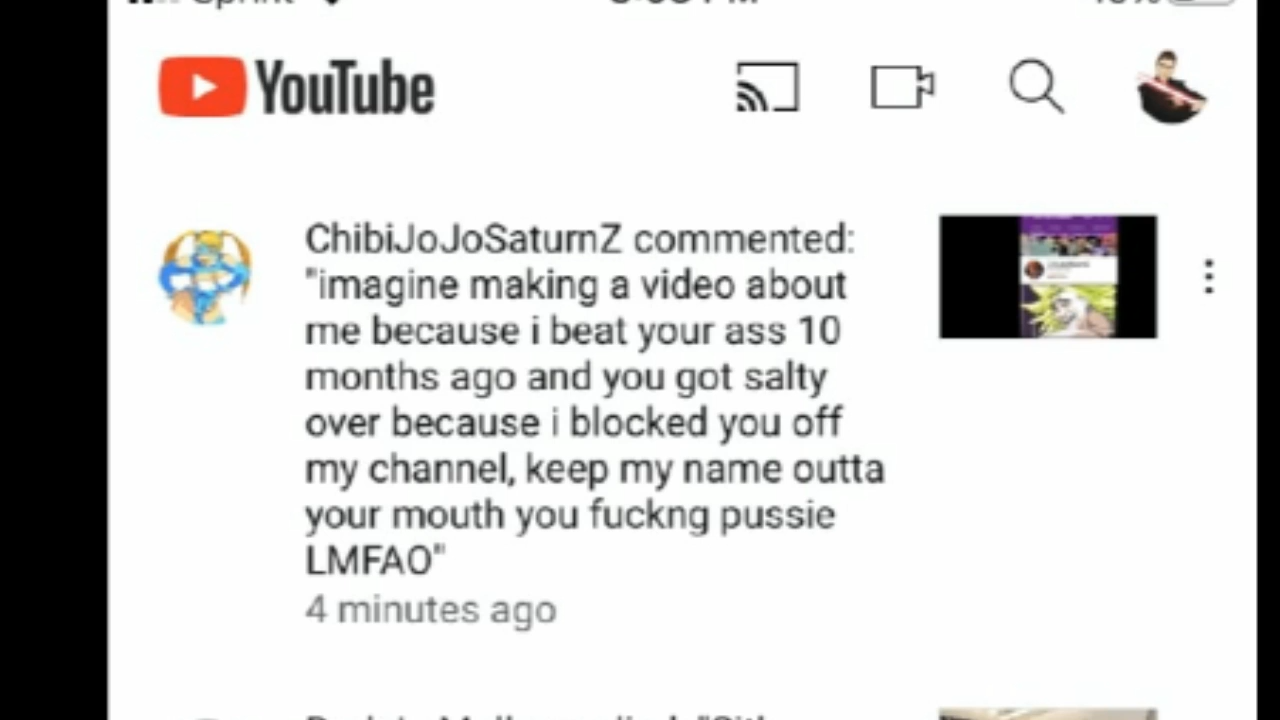 YouTube
ChibiJoJoSaturnZ commented:
"imagine making a video about
me because i beat your ass 10
months ago and you got salty
over because i blocked you off
my channel, keep my name outta
your mouth you fuckng pussie
LMFAO"
4 minutes ago